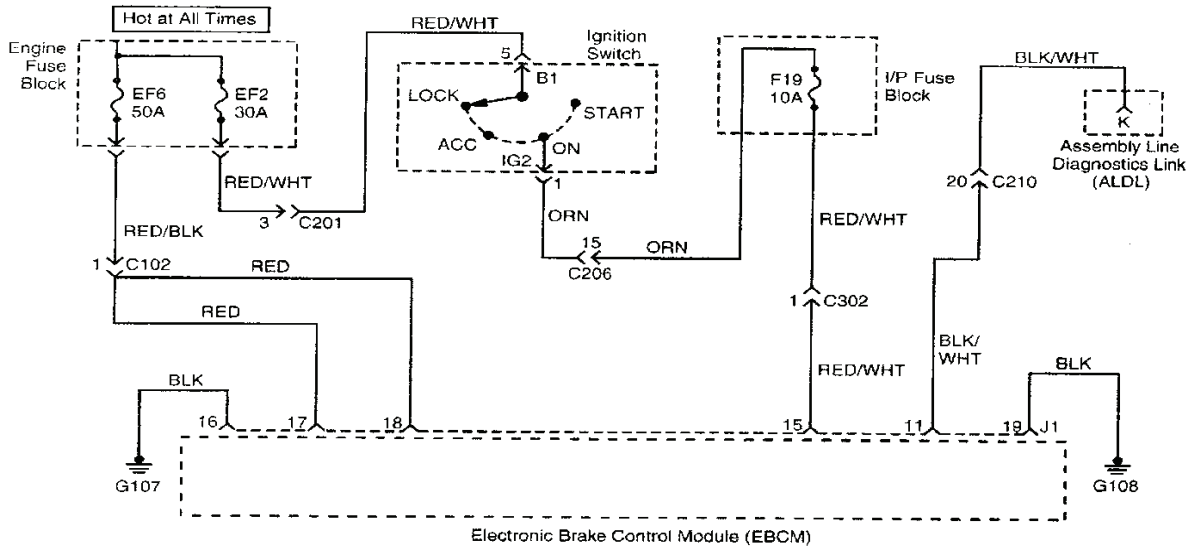 Hot at All Times
Engine
Fuse
Block
EF6
50A
EF2
30A
RED/WHT
Ignition
Switch
5
B1
LOCK
ACC
START
ON
IG2
1
F19
10A
I/P Fuse
Block
BLK/WHT
K
Assembly Line
Diagnostics Link
(ALDL)
20
C210
RED/WHT
3
C201
ORN
15
C206
ORN
RED/WHT
RED/BLK
1
C102
RED
RED
1
C302
RED/WHT
BLK/
WHT
BLK
BLK
16
17
18
15
11
19
J1
G107
G108
Electronic Brake Control Module (EBCM)